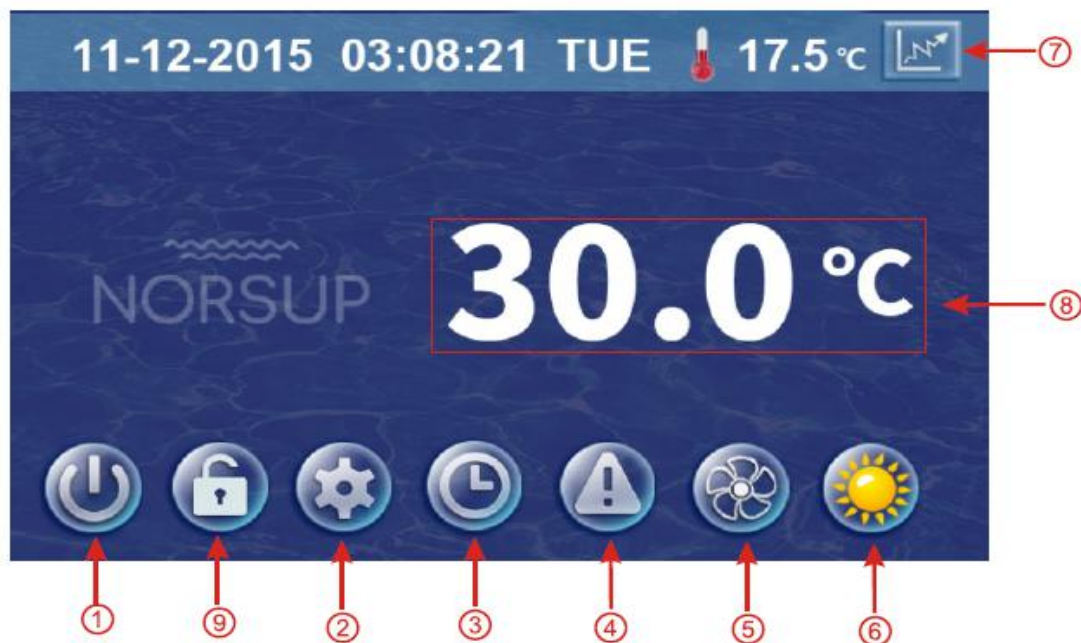 11-12-2015 03:08:21 TUE 17.5 ℃ ⑦
NORSUP 30.0 ℃ ⑧
① ⑨ ② ③ ④ ⑤ ⑥